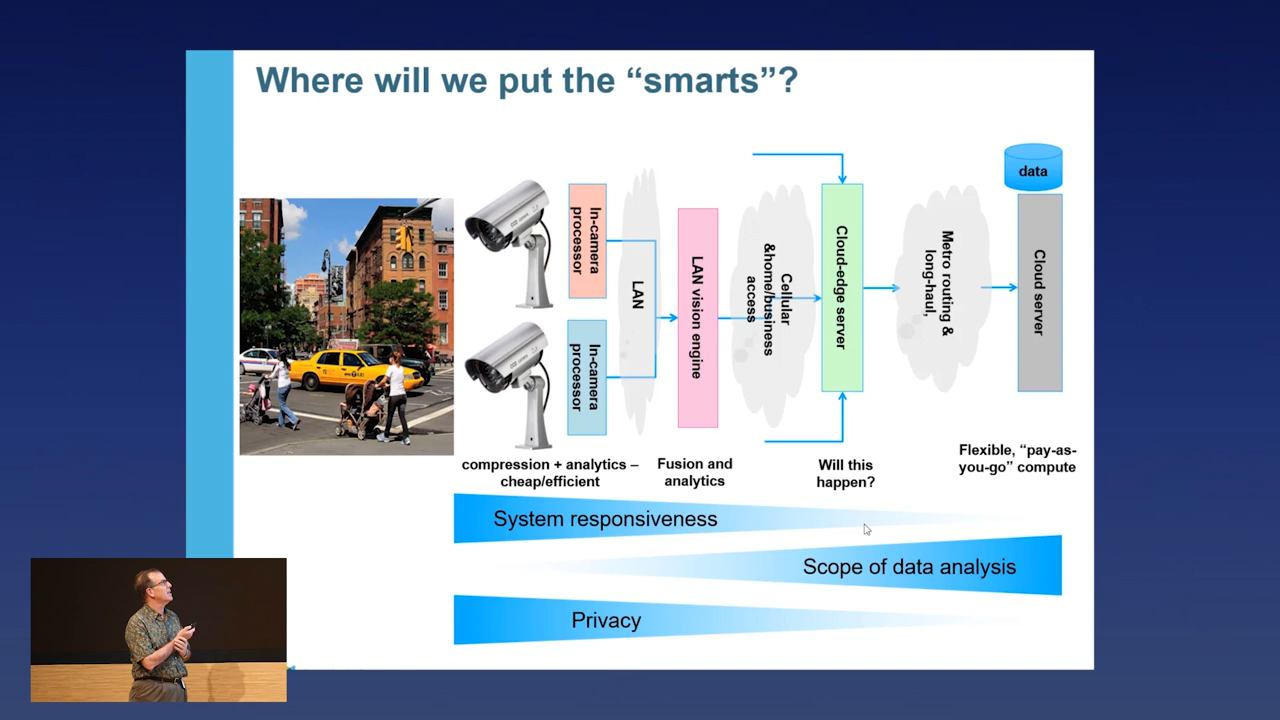 Where will we put the “smarts”?
data
In-camera
processor
In-camera
processor
LAN
LAN vision engine
Cellular
&home/business
access
Cloud-edge server
Metro routing &
long-haul,
Cloud server
compression + analytics –
cheap/efficient
Fusion and
analytics
Will this
happen?
Flexible, “pay-as-
you-go” compute
System responsiveness
Scope of data analysis
Privacy